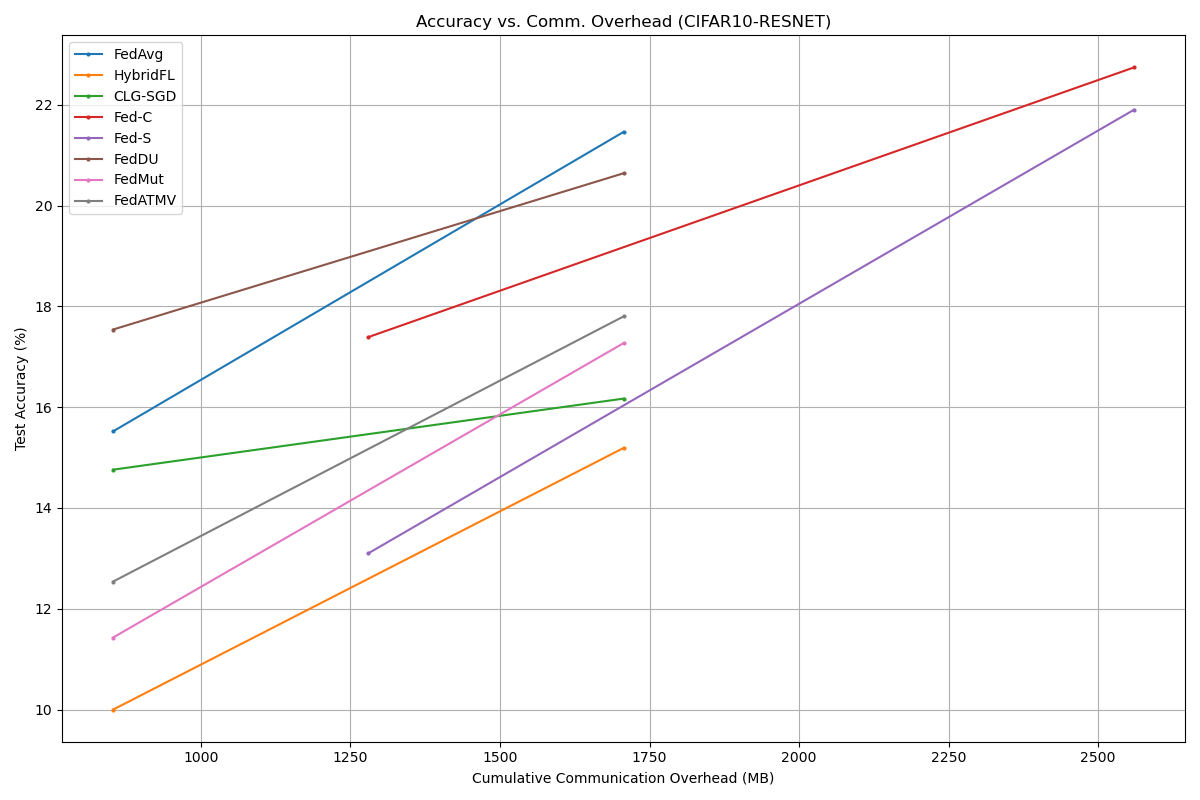 Accuracy vs. Comm. Overhead (CIFAR10-RESNET)
FedAvg
HybridFL
CLG-SGD
Fed-C
Fed-S
FedDU
FedMut
FedATMV
Test Accuracy (%)
22
20
18
16
14
12
10
1000 1250 1500 1750 2000 2250 2500
Cumulative Communication Overhead (MB)